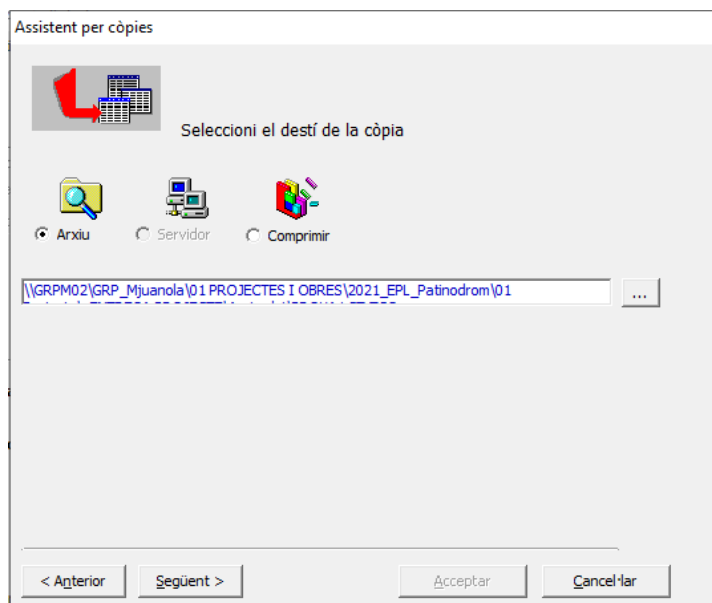 Assistent per còpies
Seleccioni el destí de la còpia
Arxiu
Servidor
Comprimir
\\GRPM02\GRP_Mjuanola\01 PROJECTES I OBRES\2021_EPL_Patinodrom\01
...
< Anterior
Següent >
Acceptar
Cancel·lar